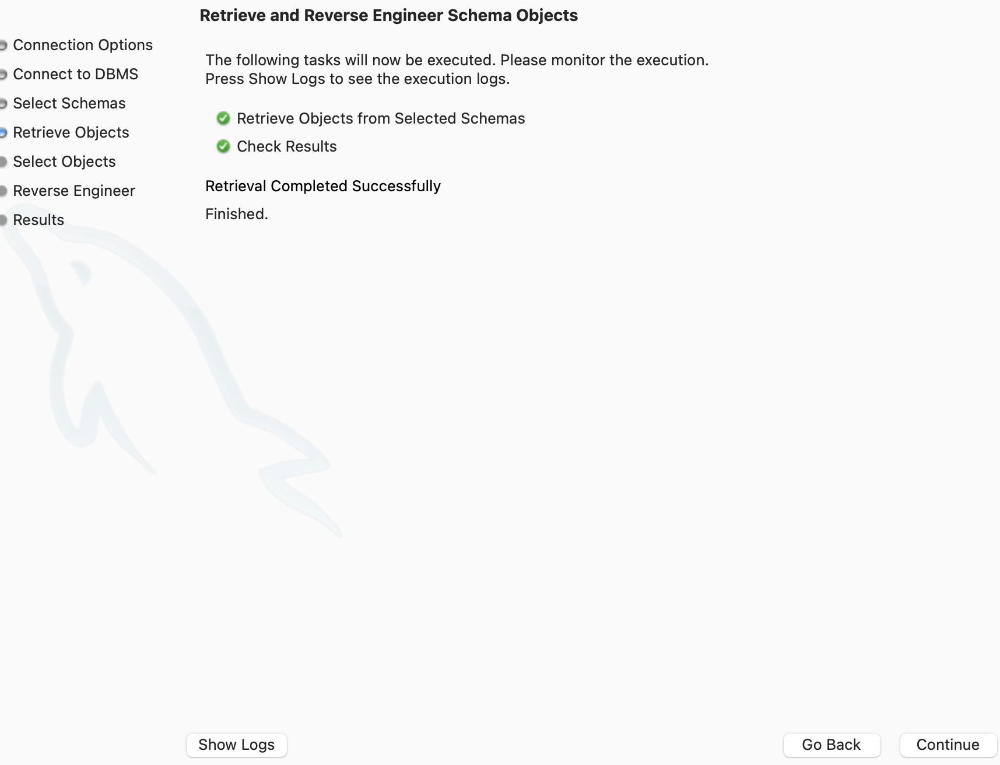 Retrieve and Reverse Engineer Schema Objects
Connection Options
Connect to DBMS
Select Schemas
Retrieve Objects
Select Objects
Reverse Engineer
Results
The following tasks will now be executed. Please monitor the execution.
Press Show Logs to see the execution logs.
Retrieve Objects from Selected Schemas
Check Results
Retrieval Completed Successfully
Finished.
Show Logs
Go Back
Continue